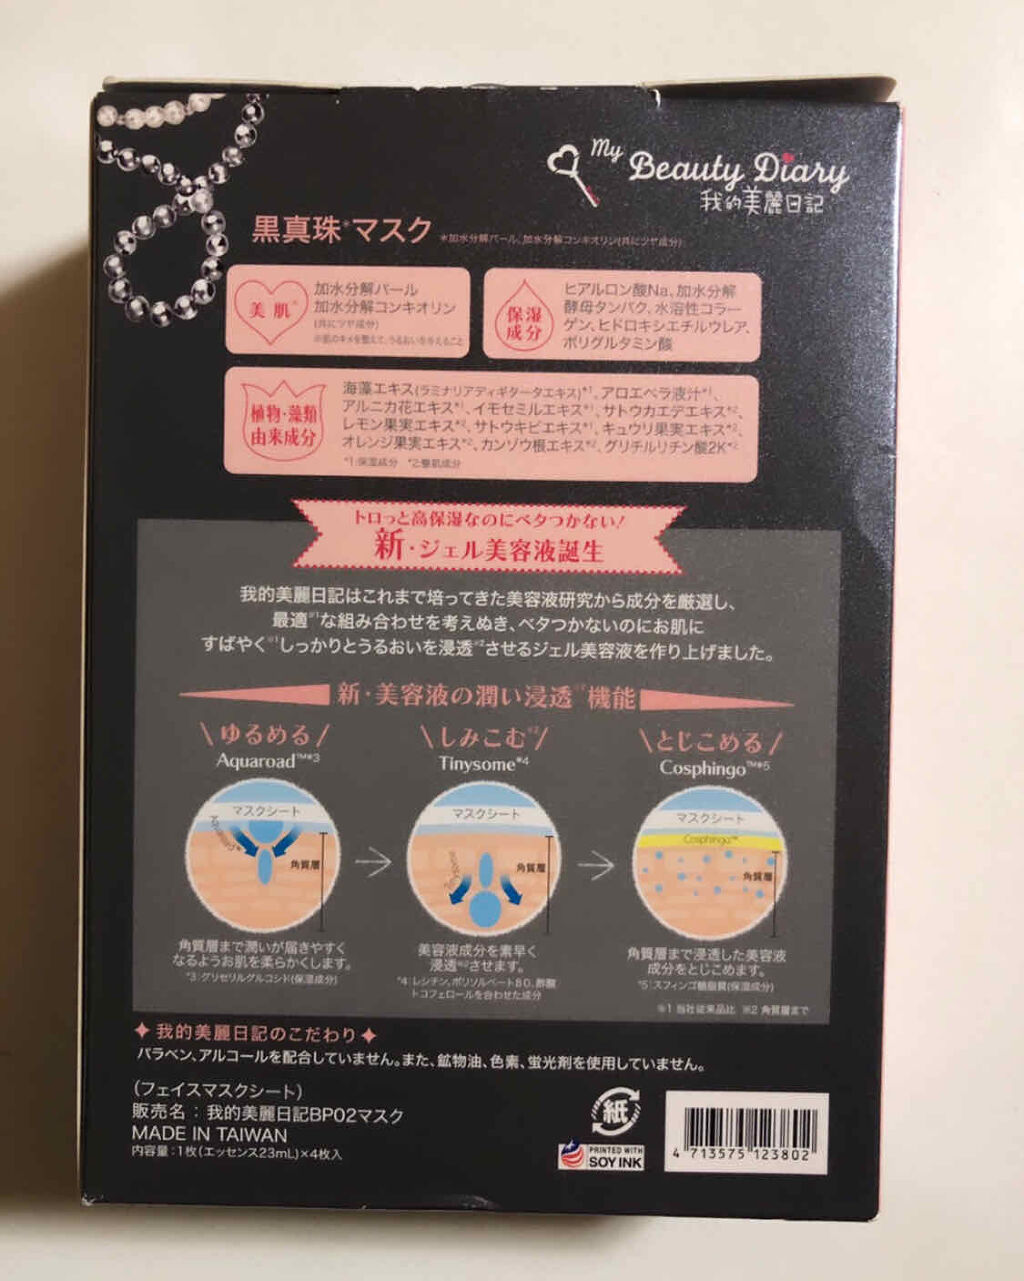 My Beauty Diary
我的美麗日記
黒真珠*マスク *加水分解パール、加水分解コンキオリン(共にツヤ成分)
美肌※
加水分解パール
加水分解コンキオリン
(共にツヤ成分)
※肌のキメを整えて、うるおいを与えること
保湿
成分
ヒアルロン酸Na、加水分解
酵母タンパク、水溶性コラー
ゲン、ヒドロキシエチルウレア、
ポリグルタミン酸
植物・藻類
由来成分
海藻エキス(ラミナリアディギタータエキス)*1、アロエベラ液汁*1、
アルニカ花エキス*1、イモセミルエキス*1、サトウカエデエキス*2、
レモン果実エキス*2、サトウキビエキス*1、キュウリ果実エキス*2、
オレンジ果実エキス*2、カンゾウ根エキス*2、グリチルリチン酸2K*2
*1:保湿成分 *2:整肌成分
トロっと高保湿なのにベタつかない!
新・ジェル美容液誕生
我的美麗日記はこれまで培ってきた美容液研究から成分を厳選し、
最適※1な組み合わせを考えぬき、ベタつかないのにお肌に
すばやく※1しっかりとうるおいを浸透※2させるジェル美容液を作り上げました。
新・美容液の潤い浸透※2機能
\ゆるめる/
Aquaroad™*3
マスクシート
Aquaroad™
角質層
角質層まで潤いが届きやすく
なるようお肌を柔らかくします。
*3:グリセリルグルコシド(保湿成分)
\しみこむ※2/
Tinysome*4
マスクシート
Tinysome
角質層
美容液成分を素早く
浸透※2させます。
*4:レシチン、ポリソルベート80、酢酸
トコフェロールを合わせた成分
\とじこめる/
Cosphingo™*5
マスクシート
Cosphingo™
角質層
角質層まで浸透した美容液
成分をとじこめます。
*5:スフィンゴ糖脂質(保湿成分)
※1 当社従来品比 ※2 角質層まで
✦我的美麗日記のこだわり✦
パラベン、アルコールを配合していません。また、鉱物油、色素、蛍光剤を使用していません。
(フェイスマスクシート)
販売名:我的美麗日記BP02マスク
MADE IN TAIWAN
内容量:1枚(エッセンス23mL)×4枚入
紙
PRINTED WITH
SOY INK
4 713575 123802